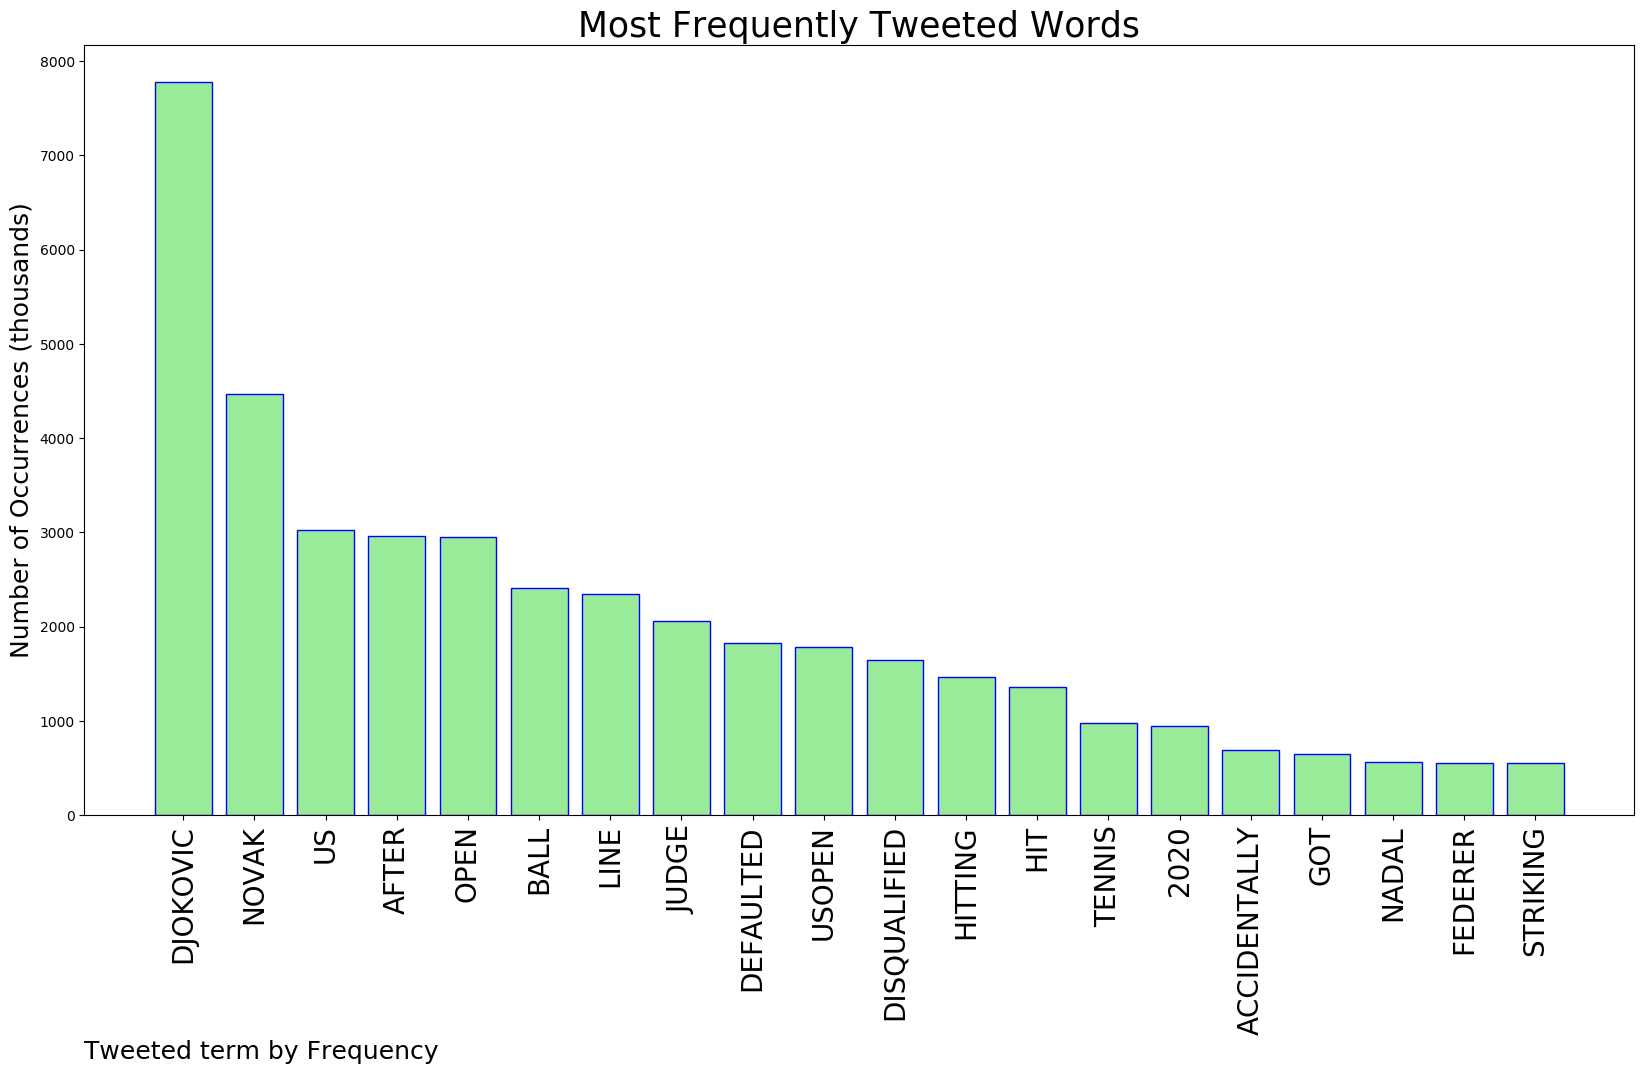 Most Frequently Tweeted Words
Number of Occurrences (thousands)
8000
7000
6000
5000
4000
3000
2000
1000
0
DJOKOVIC
NOVAK
US
AFTER
OPEN
BALL
LINE
JUDGE
DEFAULTED
USOPEN
DISQUALIFIED
HITTING
HIT
TENNIS
2020
ACCIDENTALLY
GOT
NADAL
FEDERER
STRIKING
Tweeted term by Frequency